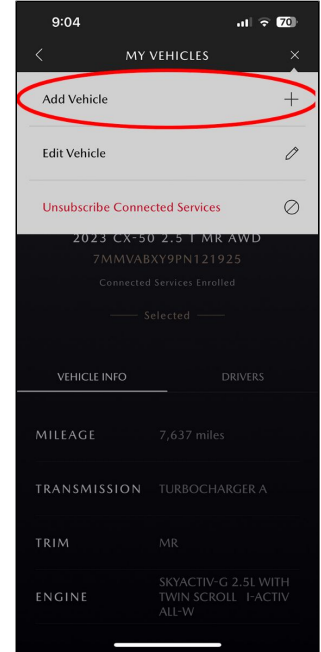 9:04
70
MY VEHICLES
Add Vehicle
Edit Vehicle
Unsubscribe Connected Services
2023 CX-50 2.5 T MR AWD
7MMVABXY9PN121925
Connected Services Enrolled
Selected
VEHICLE INFO DRIVERS
MILEAGE 7,637 miles
TRANSMISSION TURBOCHARGER A
TRIM MR
SKYACTIV-G 2.5L WITH
ENGINE TWIN SCROLL I-ACTIV
ALL-W